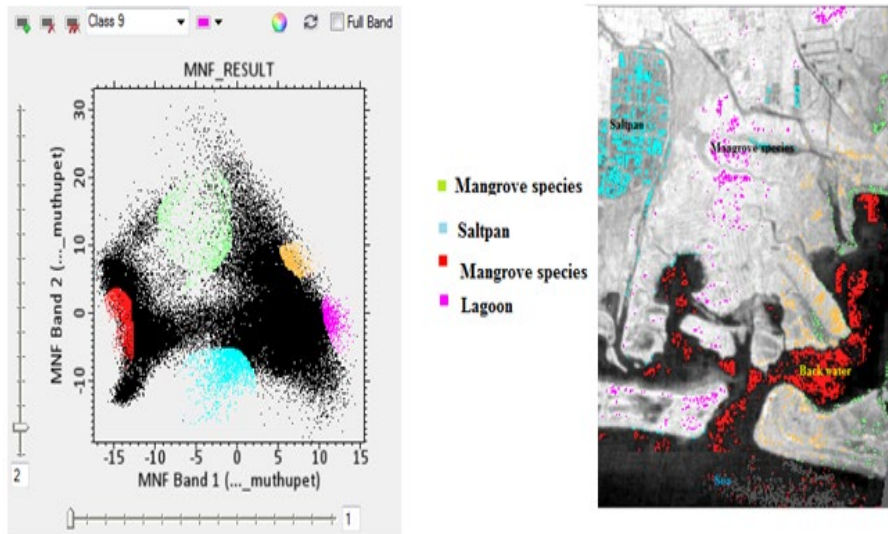 Class 9
Full Band
MNF_RESULT
30
20
10
0
-10
MNF Band 2 (..._muthupet)
-15 -10 -5 0 5 10 15
MNF Band 1 (..._muthupet)
2
1
Mangrove species
Saltpan
Mangrove species
Lagoon
Saltpan
Mangrove species
Back water
Sea